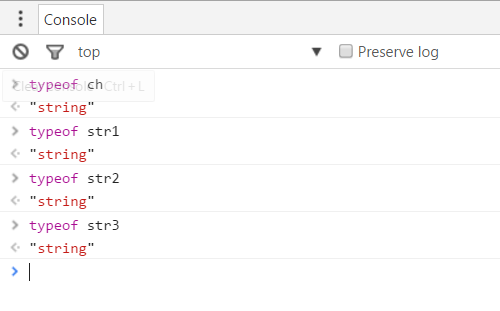 Console
top
Preserve log
Clear console Ctrl + L
> typeof ch
"string"
> typeof str1
"string"
> typeof str2
"string"
> typeof str3
"string"
>